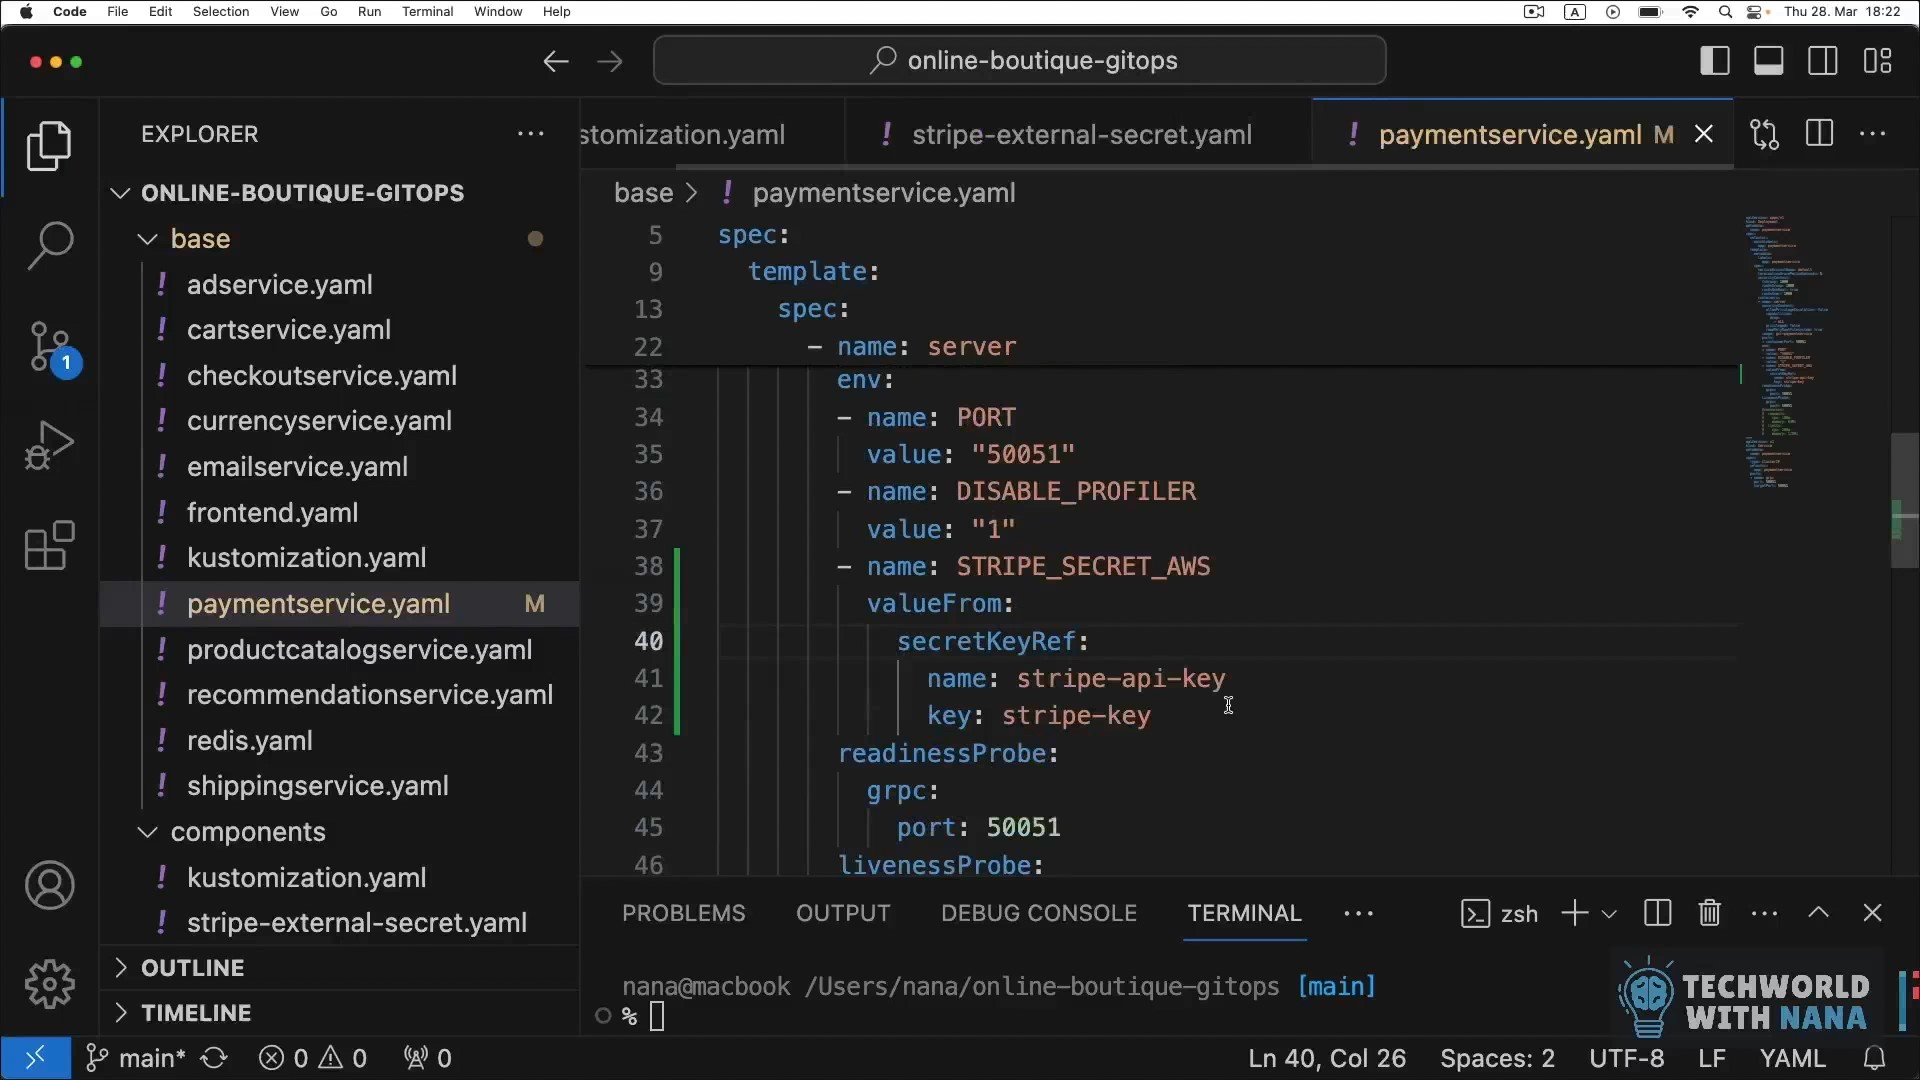 Code File Edit Selection View Go Run Terminal Window Help A Thu 28. Mar 18:22
online-boutique-gitops
EXPLORER
stomization.yaml
! stripe-external-secret.yaml
! paymentservice.yaml M
ONLINE-BOUTIQUE-GITOPS
base
! adservice.yaml
! cartservice.yaml
! checkoutservice.yaml
! currencyservice.yaml
! emailservice.yaml
! frontend.yaml
! kustomization.yaml
! paymentservice.yaml M
! productcatalogservice.yaml
! recommendationservice.yaml
! redis.yaml
! shippingservice.yaml
components
! kustomization.yaml
! stripe-external-secret.yaml
OUTLINE
TIMELINE
1
base > ! paymentservice.yaml
5 spec:
9 template:
13 spec:
22 - name: server
33 env:
34 - name: PORT
35 value: "50051"
36 - name: DISABLE_PROFILER
37 value: "1"
38 - name: STRIPE_SECRET_AWS
39 valueFrom:
40 secretKeyRef:
41 name: stripe-api-key
42 key: stripe-key
43 readinessProbe:
44 grpc:
45 port: 50051
46 livenessProbe:
PROBLEMS OUTPUT DEBUG CONSOLE TERMINAL ··· zsh
nana@macbook /Users/nana/online-boutique-gitops [main]
%
TECHWORLD
WITH NANA
main* 0 0 0 Ln 40, Col 26 Spaces: 2 UTF-8 LF YAML